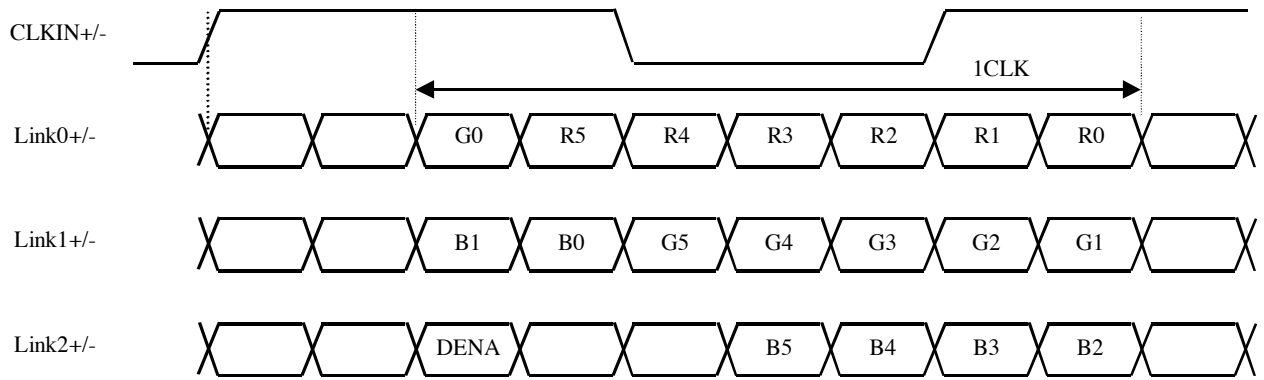 CLKIN+/-
1CLK
Link0+/- G0 R5 R4 R3 R2 R1 R0
Link1+/- B1 B0 G5 G4 G3 G2 G1
Link2+/- DENA B5 B4 B3 B2